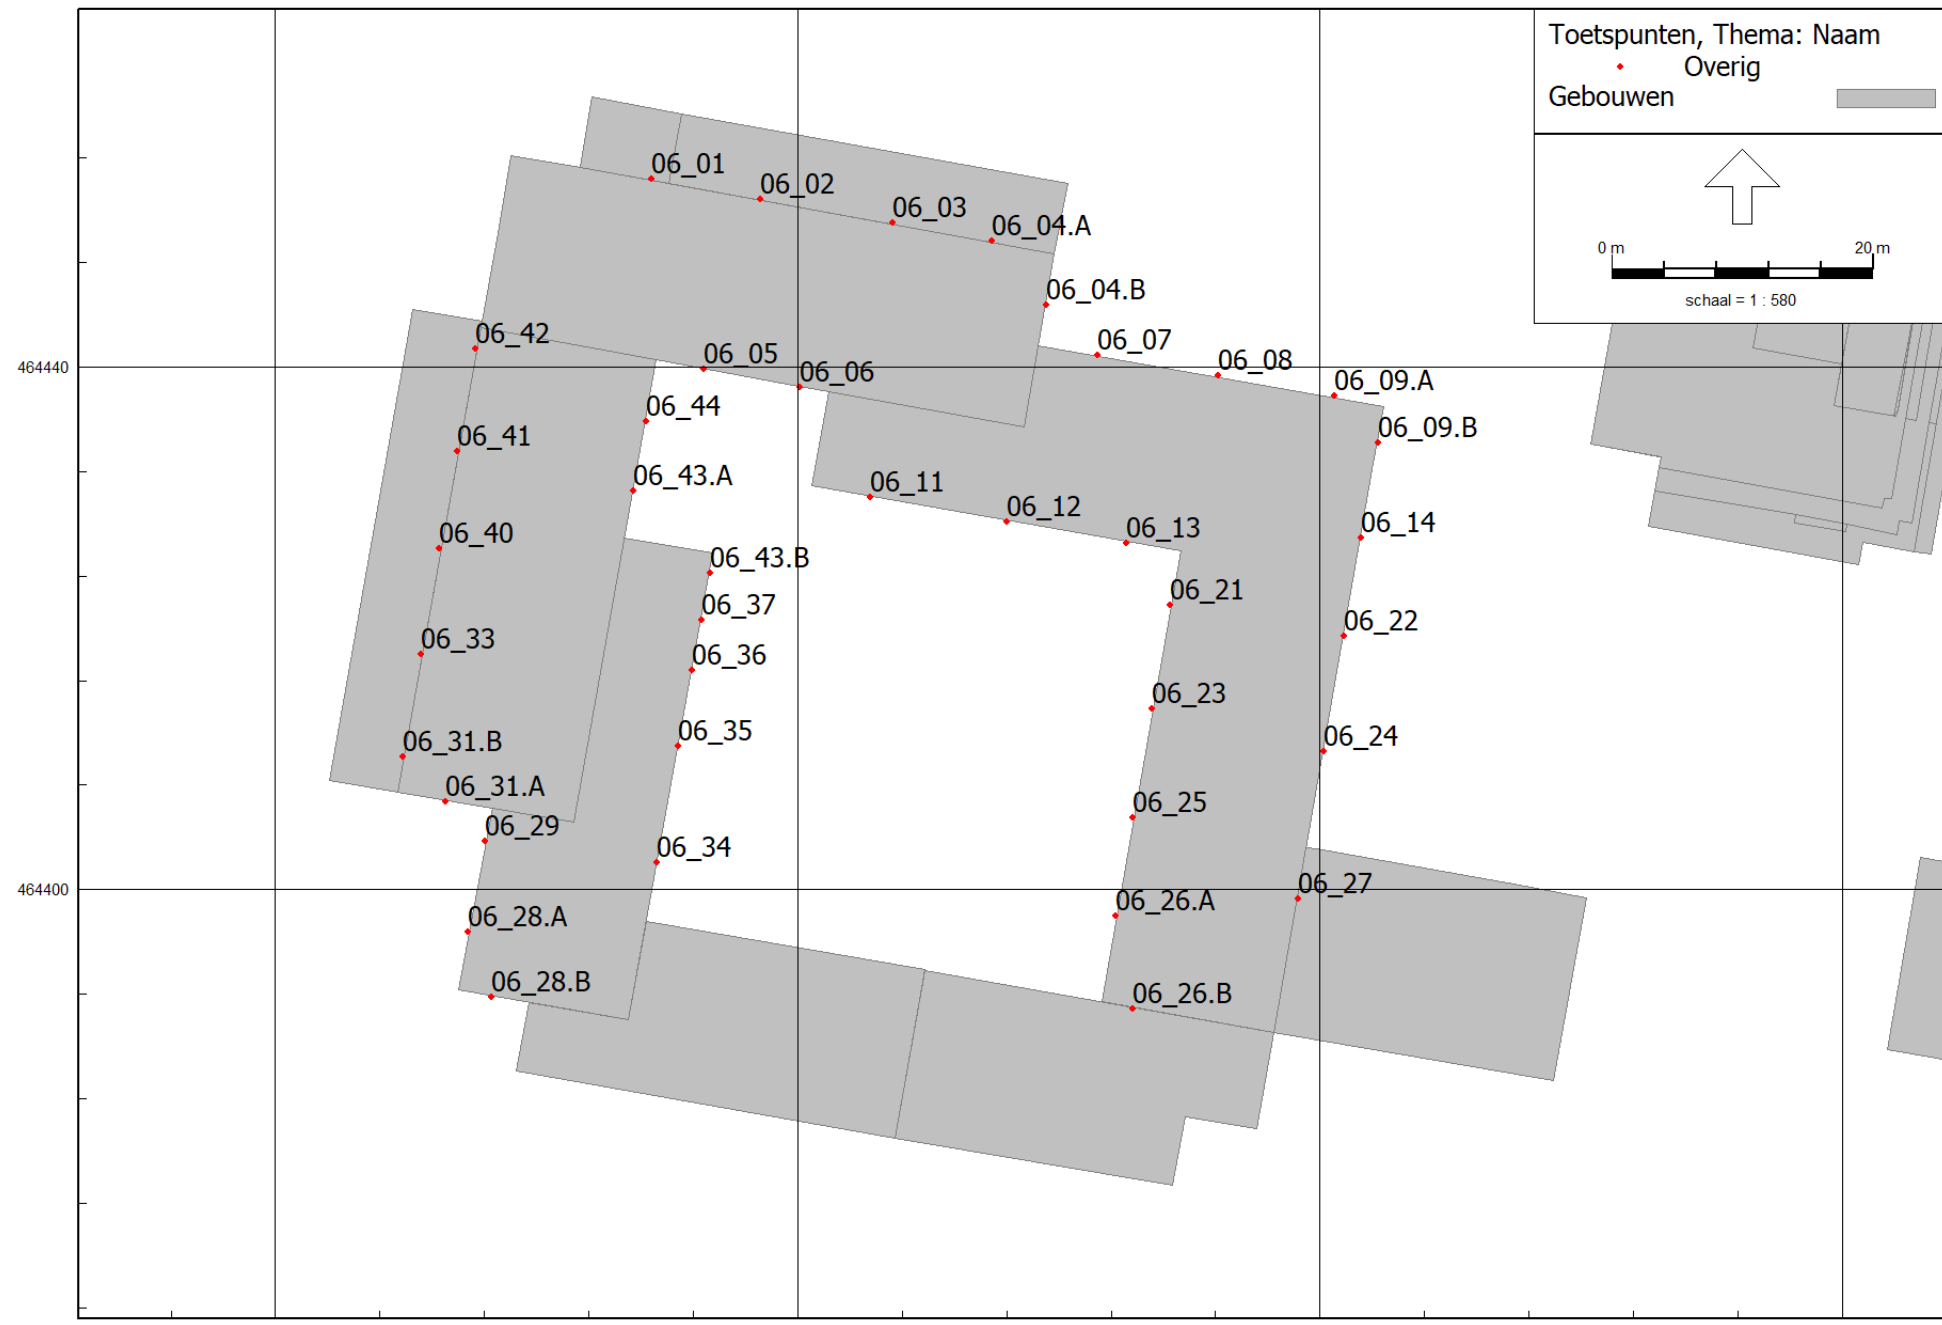 Toetspunten, Thema: Naam
Overig
Gebouwen
0 m 20 m
schaal = 1 : 580
06_01
06_02
06_03
06_04.A
06_04.B
06_42
06_05
06_06
06_07
06_08
06_09.A
464440
06_44
06_09.B
06_41
06_43.A
06_11
06_12
06_13
06_14
06_40
06_43.B
06_37
06_21
06_22
06_33
06_36
06_23
06_31.B
06_35
06_24
06_31.A
06_29
06_25
06_34
464400
06_27
06_28.A
06_26.A
06_28.B
06_26.B